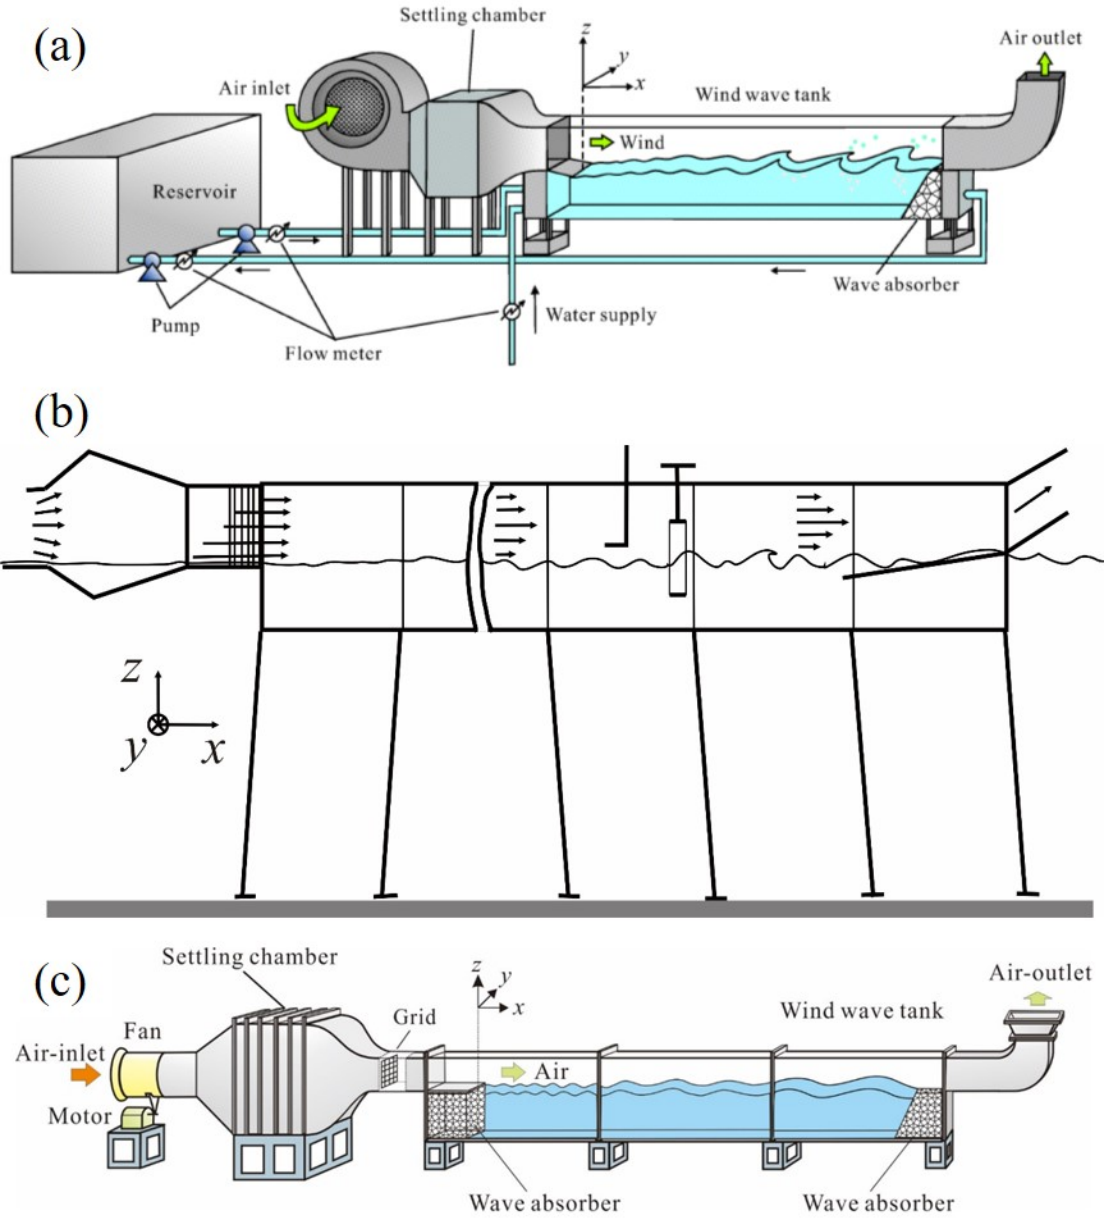 (a)
Settling chamber
z
y
x
Air outlet
Air inlet
Wind wave tank
Wind
Reservoir
Wave absorber
Water supply
Pump
Flow meter
(b)
z
y
x
(c)
Settling chamber
z
y
x
Air-outlet
Grid
Wind wave tank
Fan
Air-inlet
Air
Motor
Wave absorber
Wave absorber